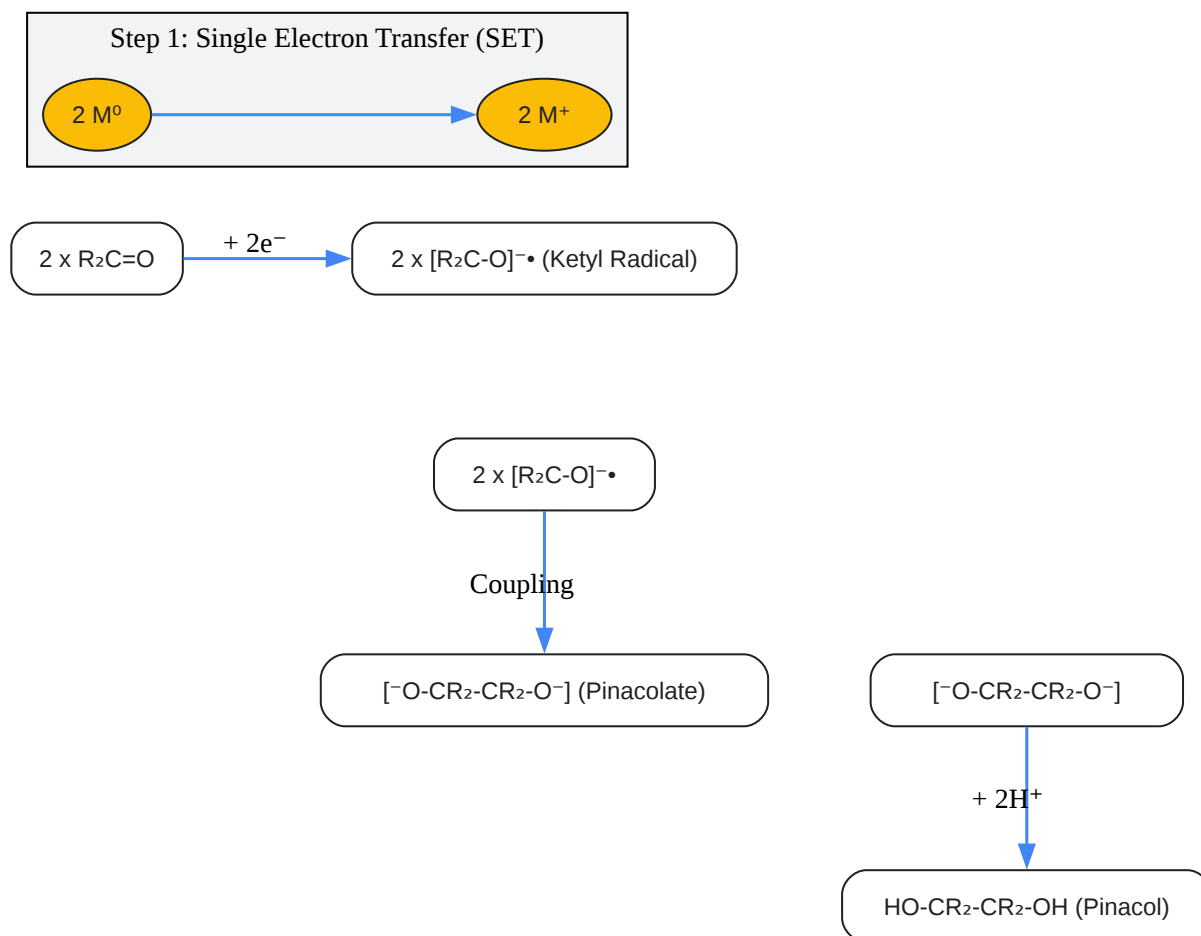 Step 1: Single Electron Transfer (SET)
2 M⁰
2 M⁺
2 x R₂C=O
+ 2e⁻
2 x [R₂C-O]⁻• (Ketyl Radical)
2 x [R₂C-O]⁻•
Coupling
[⁻O-CR₂-CR₂-O⁻] (Pinacolate)
[⁻O-CR₂-CR₂-O⁻]
+ 2H⁺
HO-CR₂-CR₂-OH (Pinacol)